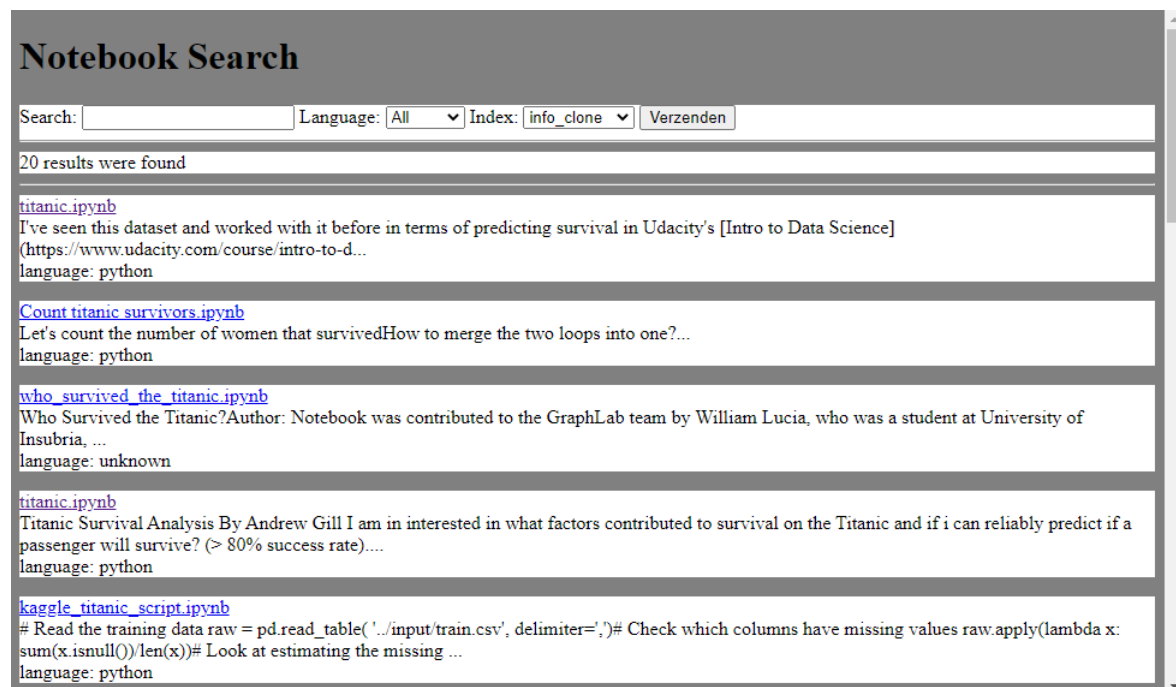 Notebook Search
Search: Language: All Index: info_clone Verzenden
20 results were found
titanic.ipynb
I've seen this dataset and worked with it before in terms of predicting survival in Udacity's [Intro to Data Science]
(https://www.udacity.com/course/intro-to-d...
language: python
Count titanic survivors.ipynb
Let's count the number of women that survivedHow to merge the two loops into one?...
language: python
who_survived_the_titanic.ipynb
Who Survived the Titanic?Author: Notebook was contributed to the GraphLab team by William Lucia, who was a student at University of
Insubria, ...
language: unknown
titanic.ipynb
Titanic Survival Analysis By Andrew Gill I am in interested in what factors contributed to survival on the Titanic and if i can reliably predict if a
passenger will survive? (> 80% success rate)....
language: python
kaggle_titanic_script.ipynb
# Read the training data raw = pd.read_table( '../input/train.csv', delimiter=',')# Check which columns have missing values raw.apply(lambda x:
sum(x.isnull())/len(x))# Look at estimating the missing ...
language: python